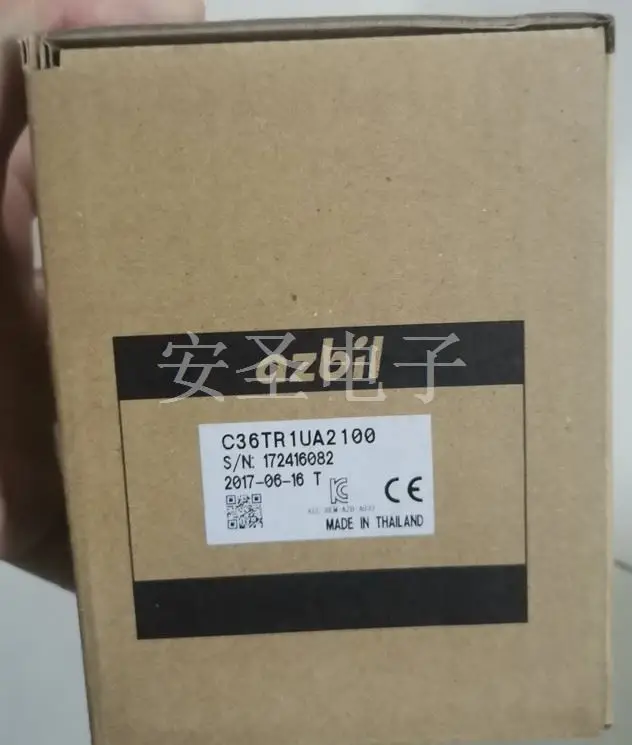 azbil
安圣电子
C36TR1UA2100
S/N: 172416082
2017-06-16 T
CE
MADE IN THAILAND